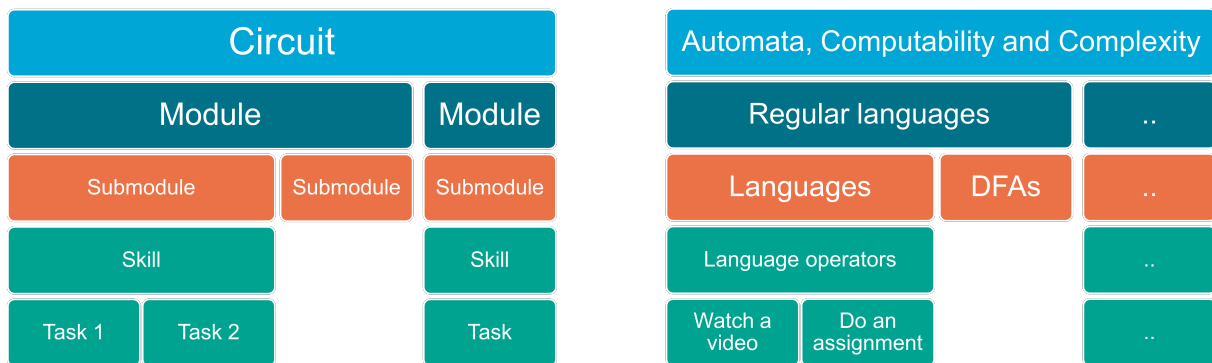 Circuit
Module Module
Submodule Submodule Submodule
Skill Skill
Task 1 Task 2 Task
Automata, Computability and Complexity
Regular languages ..
Languages DFAs ..
Language operators ..
Watch a
video
Do an
assignment
..